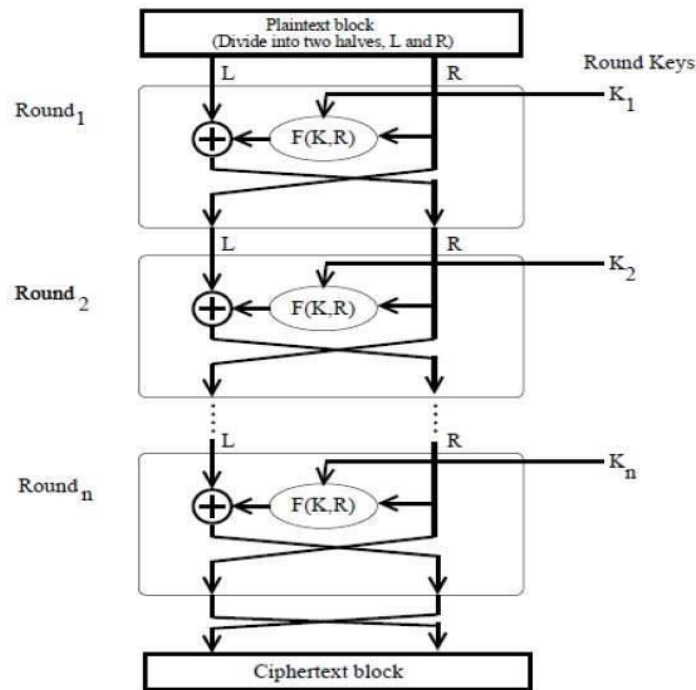 Plaintext block
(Divide into two halves, L and R)
L
R
Round Keys
Round1
K1
F(K,R)
L
R
Round2
K2
F(K,R)
L
R
Roundn
Kn
F(K,R)
Ciphertext block